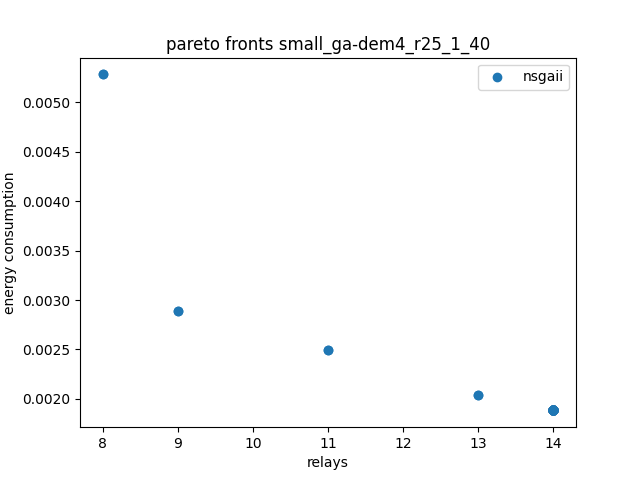 pareto fronts small_ga-dem4_r25_1_40
nsgaii
0.0050
0.0045
0.0040
0.0035
0.0030
0.0025
0.0020
energy consumption
8 9 10 11 12 13 14
relays